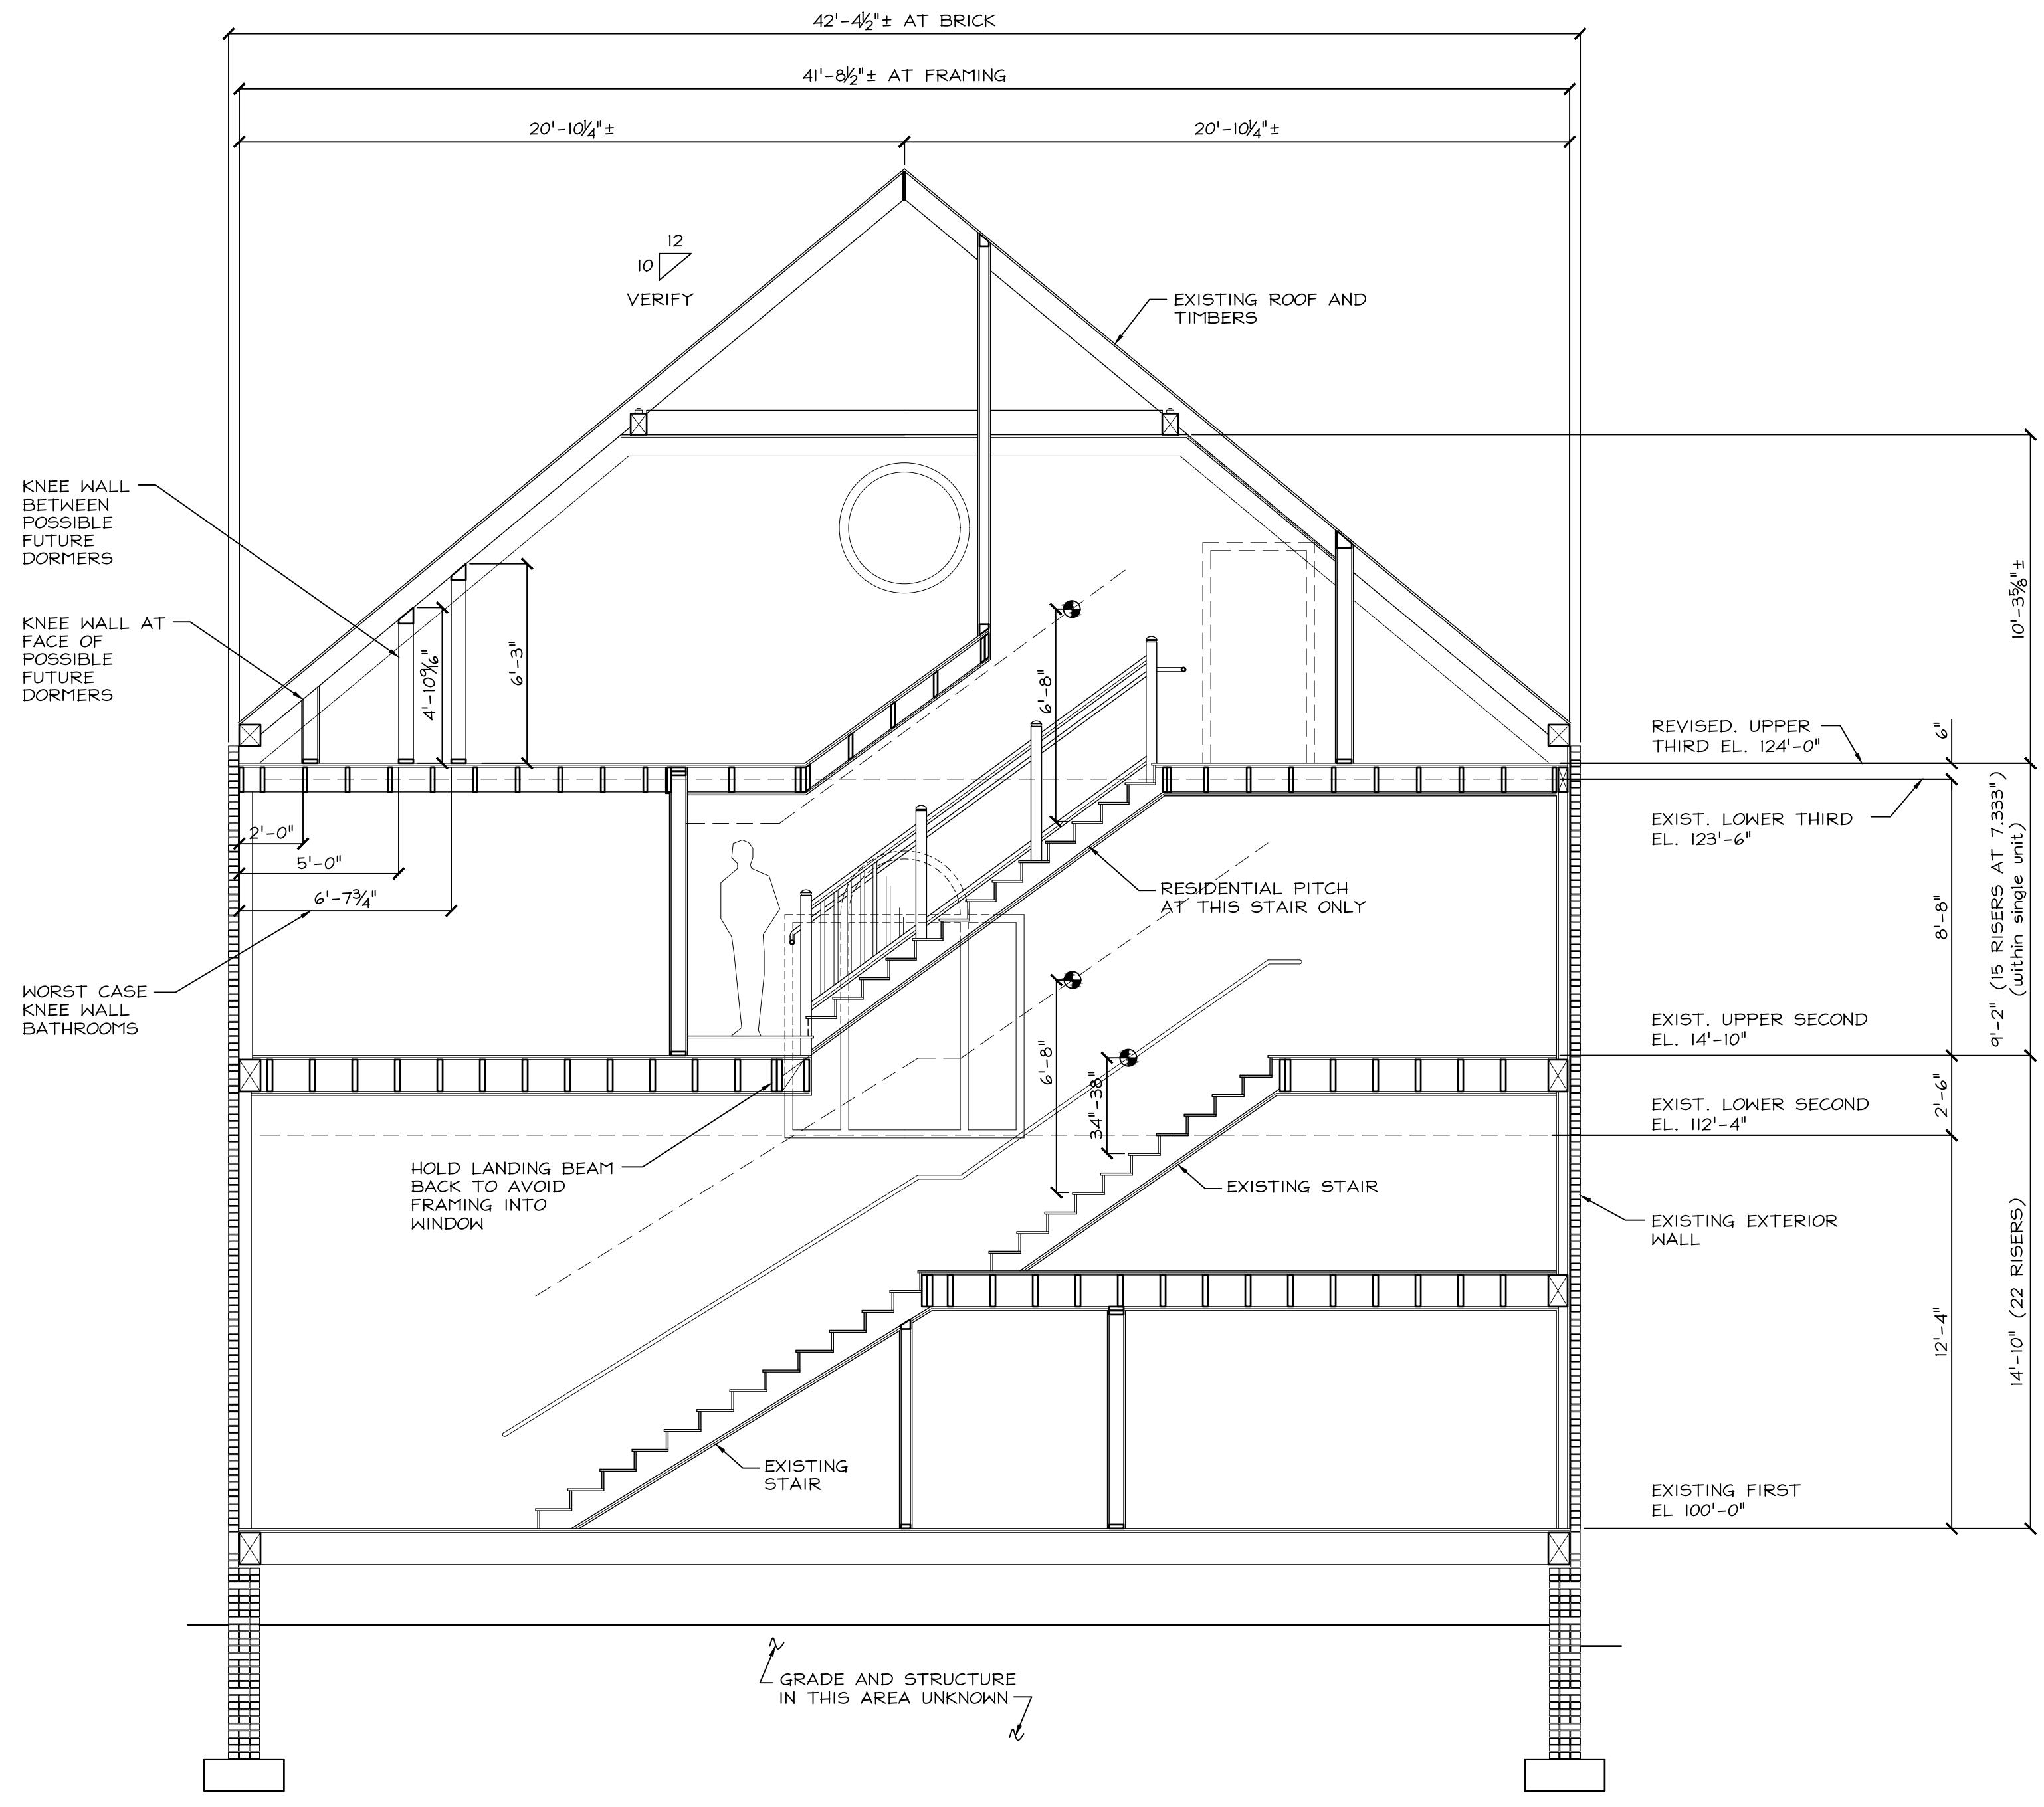 42'-4½"± AT BRICK
41'-8½"± AT FRAMING
20'-10¼"±
20'-10¼"±
12
10
VERIFY
EXISTING ROOF AND
TIMBERS
KNEE WALL
BETWEEN
POSSIBLE
FUTURE
DORMERS
KNEE WALL AT
FACE OF
POSSIBLE
FUTURE
DORMERS
4'-10⁹⁄₁₆"
6'-3"
6'-8"
10'-3⅝"±
REVISED. UPPER
THIRD EL. 124'-0"
6"
EXIST. LOWER THIRD
EL. 123'-6"
2'-0"
5'-0"
6'-7¾"
RESIDENTIAL PITCH
AT THIS STAIR ONLY
8'-8"
9'-2" (15 RISERS AT 7.333")
(within single unit)
WORST CASE
KNEE WALL
BATHROOMS
EXIST. UPPER SECOND
EL. 14'-10"
6'-8"
34"-38"
2'-6"
EXIST. LOWER SECOND
EL. 112'-4"
HOLD LANDING BEAM
BACK TO AVOID
FRAMING INTO
WINDOW
EXISTING STAIR
EXISTING EXTERIOR
WALL
12'-4"
14'-10" (22 RISERS)
EXISTING
STAIR
EXISTING FIRST
EL 100'-0"
GRADE AND STRUCTURE
IN THIS AREA UNKNOWN